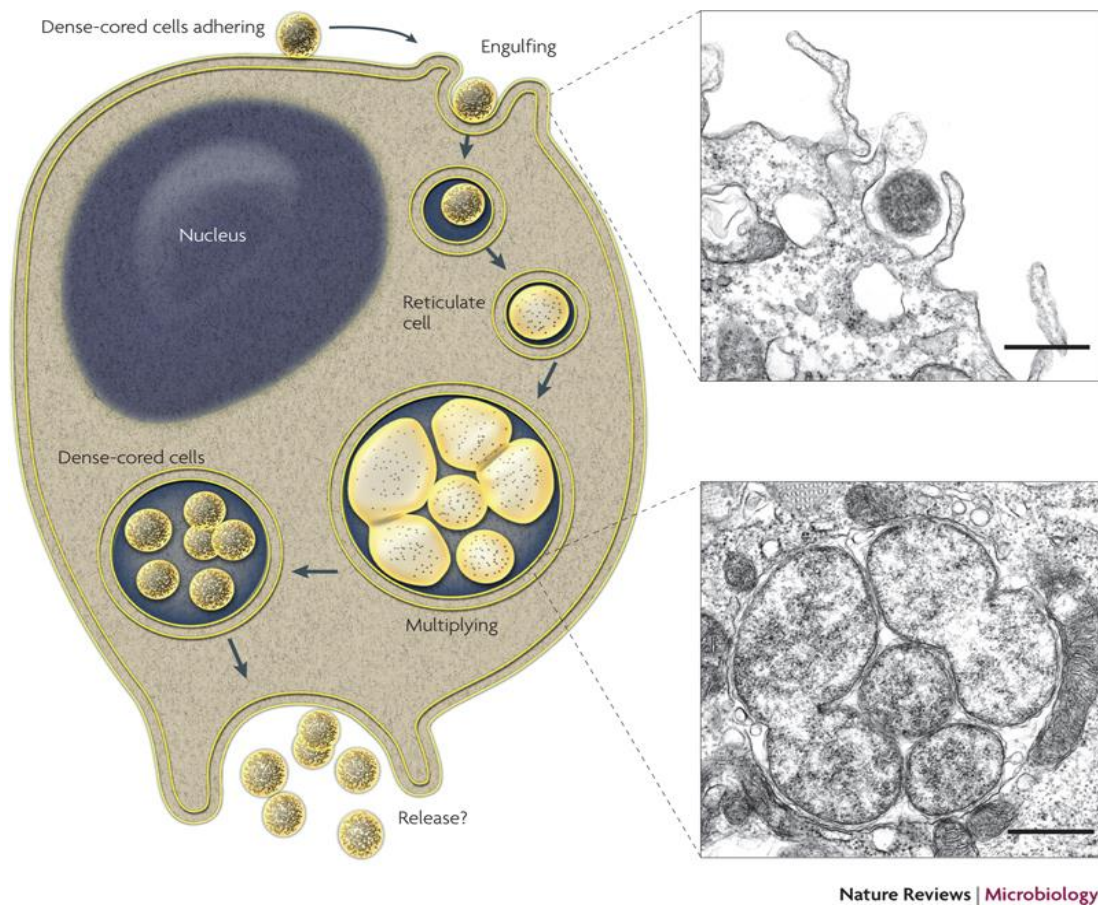 Dense-cored cells adhering
Engulfing
Nucleus
Reticulate
cell
Dense-cored cells
Multiplying
Release?
Nature Reviews | Microbiology